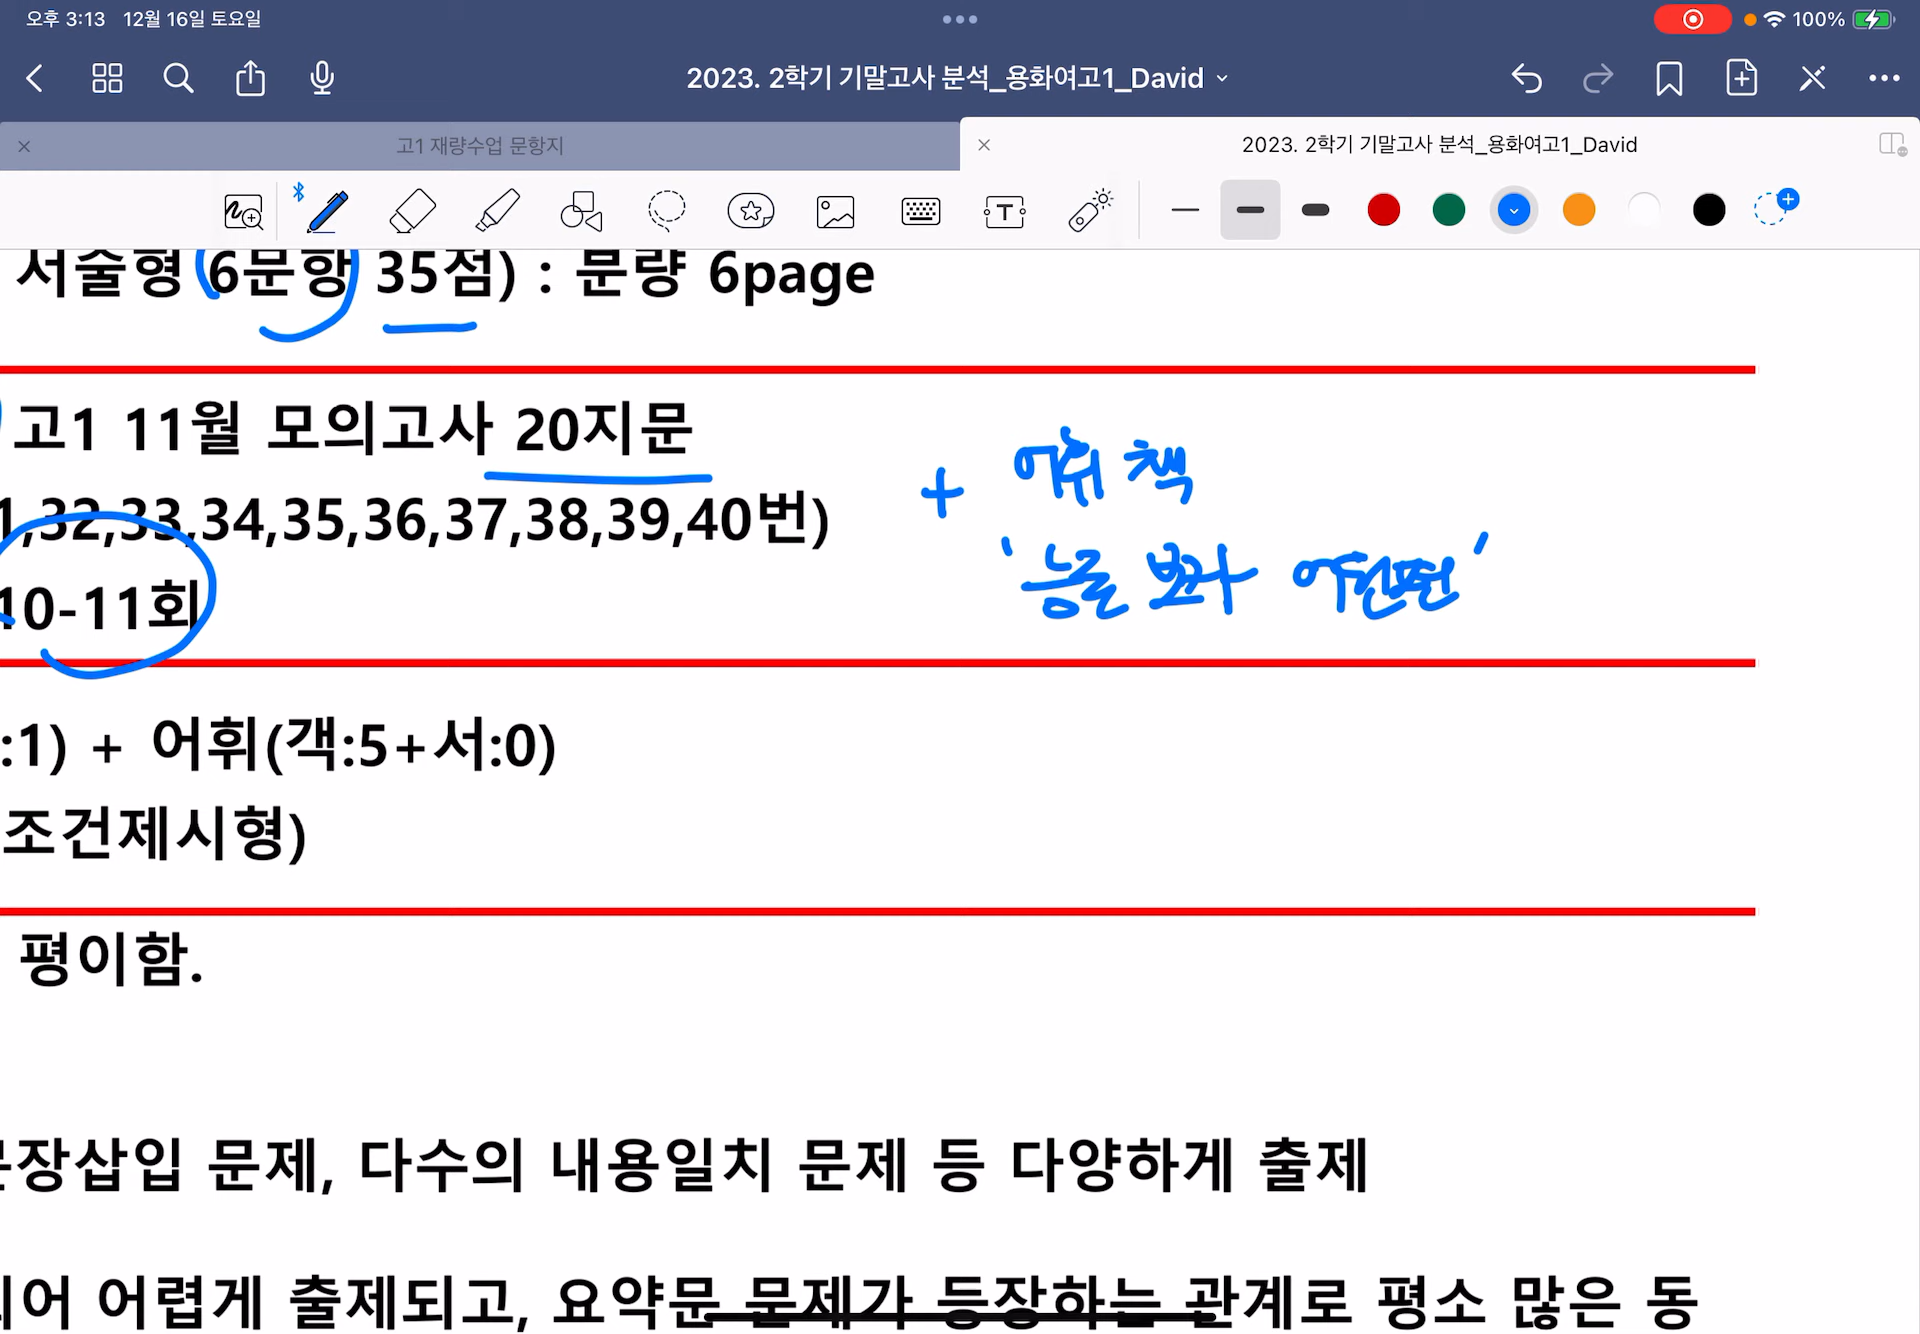 오후 3:13 12월 16일 토요일
100%
2023. 2학기 기말고사 분석_용화여고1_David
고1 재량수업 문항지
2023. 2학기 기말고사 분석_용화여고1_David
서술형 (6문항 35점) : 분량 6page
고1 11월 모의고사 20지문
1,32,33,34,35,36,37,38,39,40번)
10-11회
+ 어휘 책
'능률 보카 어원편'
:1) + 어휘(객:5+서:0)
조건제시형)
평이함.
문장삽입 문제, 다수의 내용일치 문제 등 다양하게 출제
되어 어렵게 출제되고, 요약문 문제가 등장하는 관계로 평소 많은 동